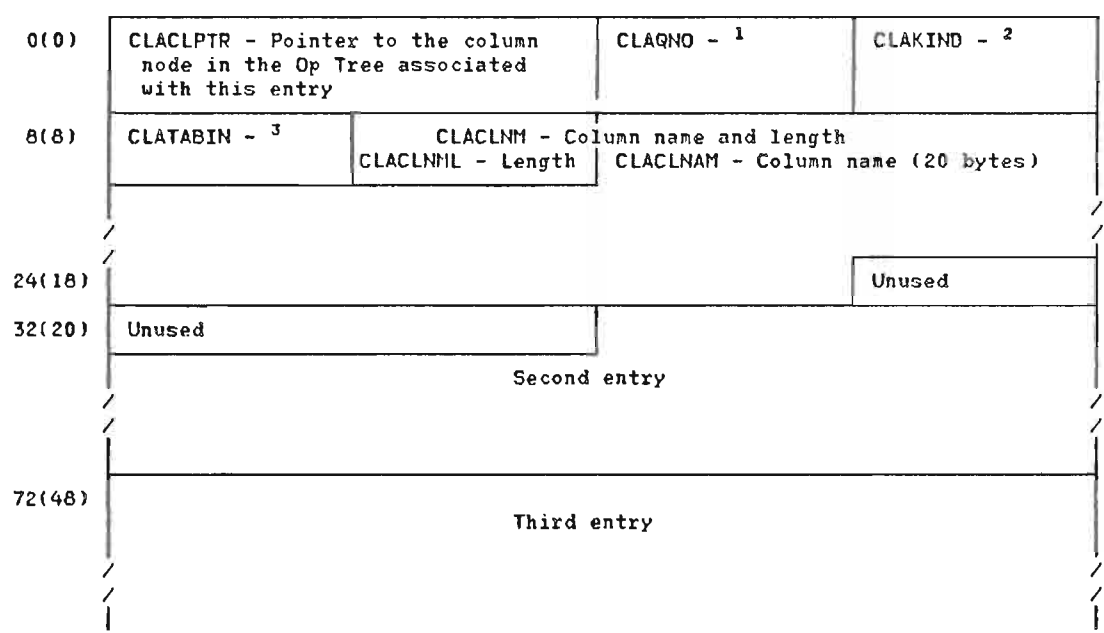 0(0) CLACLPTR - Pointer to the column CLAQNO - 1 CLAKIND - 2
node in the Op Tree associated
with this entry
8(8) CLATABIN - 3 CLACLNM - Column name and length
CLACLNML - Length CLACLNAM - Column name (20 bytes)
24(18) Unused
32(20) Unused
Second entry
72(48)
Third entry